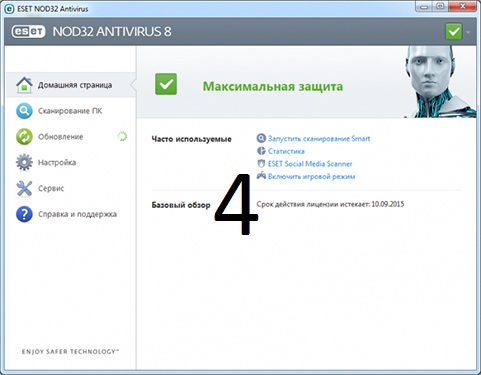 ESET NOD32 Antivirus
eset NOD32 ANTIVIRUS 8
Домашняя страница
Сканирование ПК
Обновление
Настройка
Сервис
Справка и поддержка
Максимальная защита
Часто используемые
Запустить сканирование Smart
Статистика
ESET Social Media Scanner
Включить игровой режим
Базовый обзор
Срок действия лицензии истекает: 10.09.2015
4
ENJOY SAFER TECHNOLOGY™